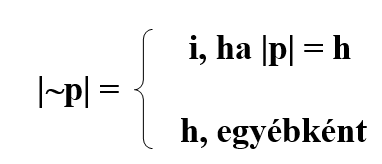 i, ha |p| = h
|~p| =
h, egyébként